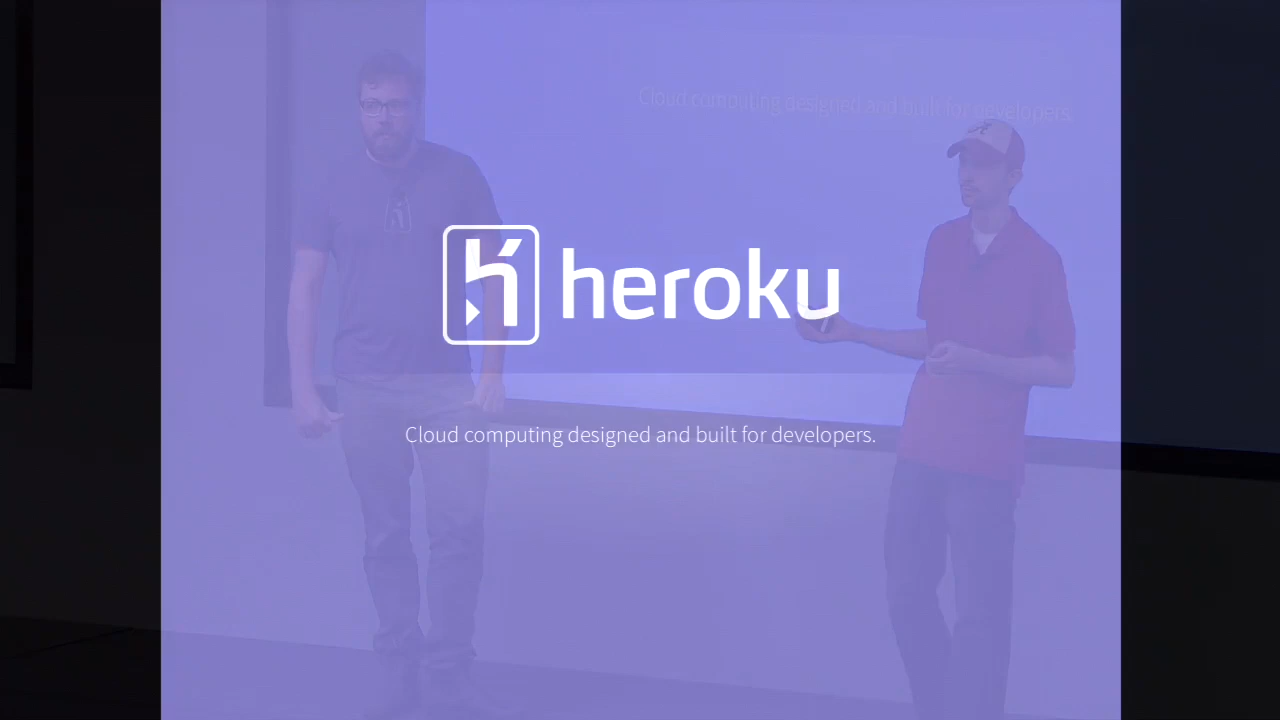 Cloud computing designed and built for developers.
heroku
Cloud computing designed and built for developers.